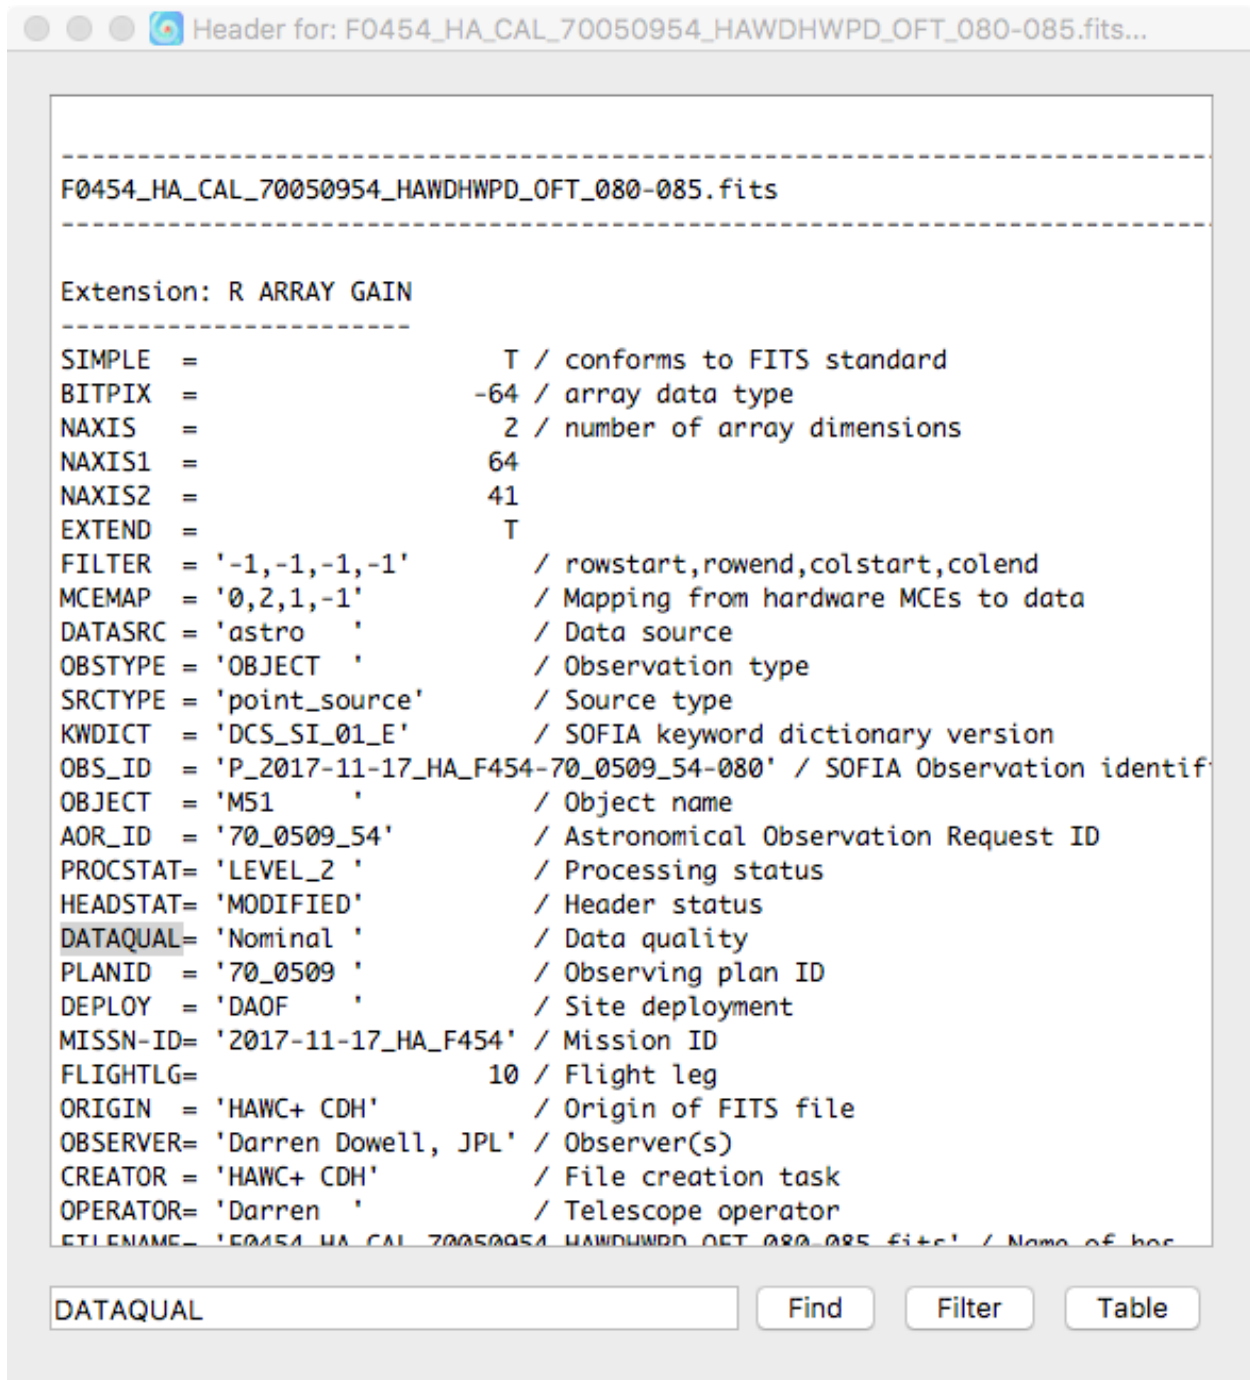 Header for: F0454_HA_CAL_70050954_HAWDHWPD_OFT_080-085.fits...
--------------------------------------------------------------------------------
F0454_HA_CAL_70050954_HAWDHWPD_OFT_080-085.fits
--------------------------------------------------------------------------------
Extension: R ARRAY GAIN
-----------------------
SIMPLE  =                    T / conforms to FITS standard
BITPIX  =                  -64 / array data type
NAXIS   =                    2 / number of array dimensions
NAXIS1  =                   64
NAXIS2  =                   41
EXTEND  =                    T
FILTER  = '-1,-1,-1,-1'        / rowstart,rowend,colstart,colend
MCEMAP  = '0,2,1,-1'           / Mapping from hardware MCEs to data
DATASRC = 'astro   '           / Data source
OBSTYPE = 'OBJECT  '           / Observation type
SRCTYPE = 'point_source'       / Source type
KWDICT  = 'DCS_SI_01_E'        / SOFIA keyword dictionary version
OBS_ID  = 'P_2017-11-17_HA_F454-70_0509_54-080' / SOFIA Observation identif
OBJECT  = 'M51     '           / Object name
AOR_ID  = '70_0509_54'         / Astronomical Observation Request ID
PROCSTAT= 'LEVEL_2 '           / Processing status
HEADSTAT= 'MODIFIED'           / Header status
DATAQUAL= 'Nominal '           / Data quality
PLANID  = '70_0509 '           / Observing plan ID
DEPLOY  = 'DAOF    '           / Site deployment
MISSN-ID= '2017-11-17_HA_F454' / Mission ID
FLIGHTLG=                   10 / Flight leg
ORIGIN  = 'HAWC+ CDH'          / Origin of FITS file
OBSERVER= 'Darren Dowell, JPL' / Observer(s)
CREATOR = 'HAWC+ CDH'          / File creation task
OPERATOR= 'Darren  '           / Telescope operator
FILENAME= 'F0454_HA_CAL_70050954_HAWDHWPD_OFT_080-085.fits' / Name of hos
DATAQUAL
Find
Filter
Table